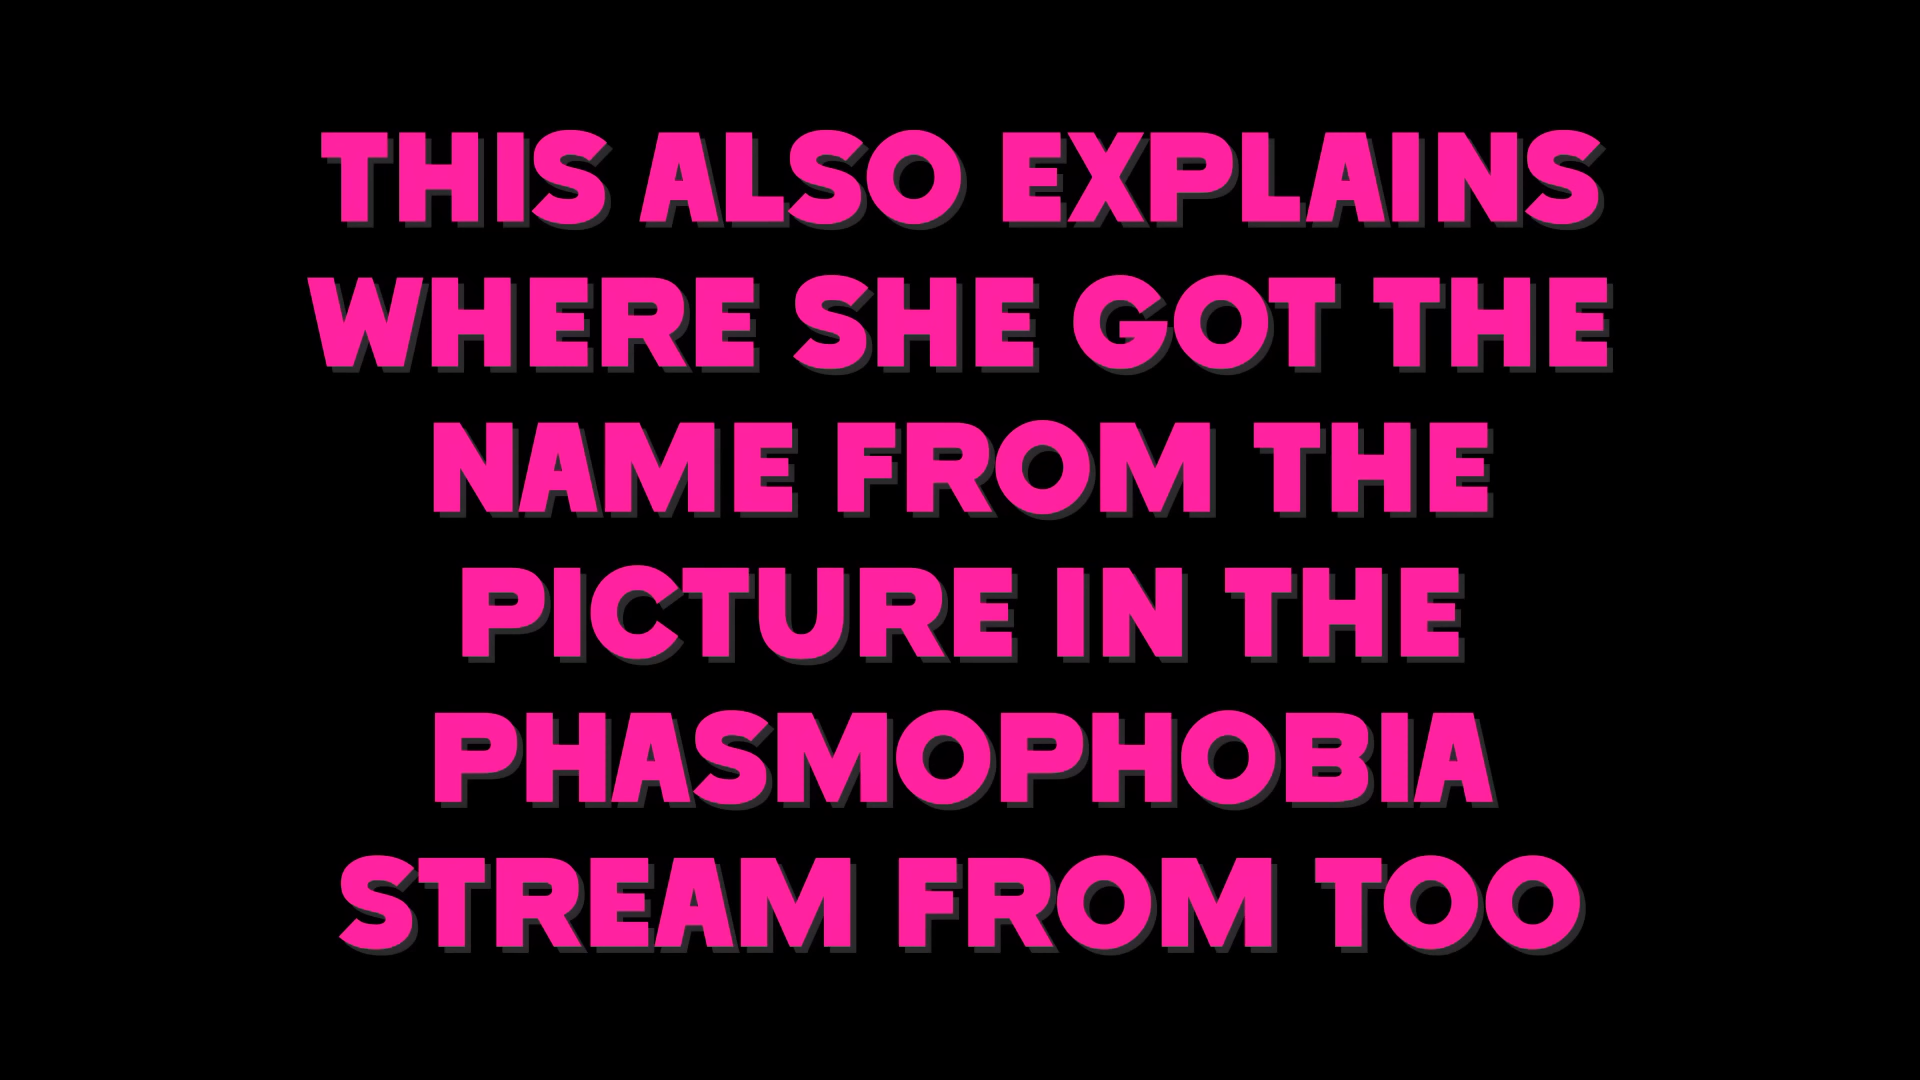 THIS ALSO EXPLAINS
WHERE SHE GOT THE
NAME FROM THE
PICTURE IN THE
PHASMOPHOBIA
STREAM FROM TOO